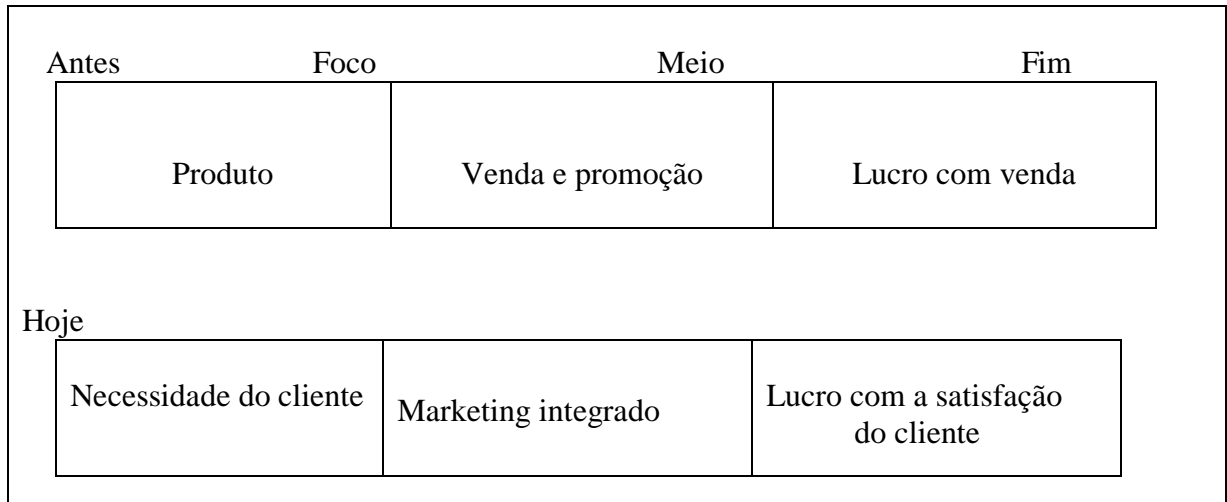 Antes Foco Meio Fim
Produto Venda e promoção Lucro com venda
Hoje
Necessidade do cliente Marketing integrado Lucro com a satisfação
do cliente